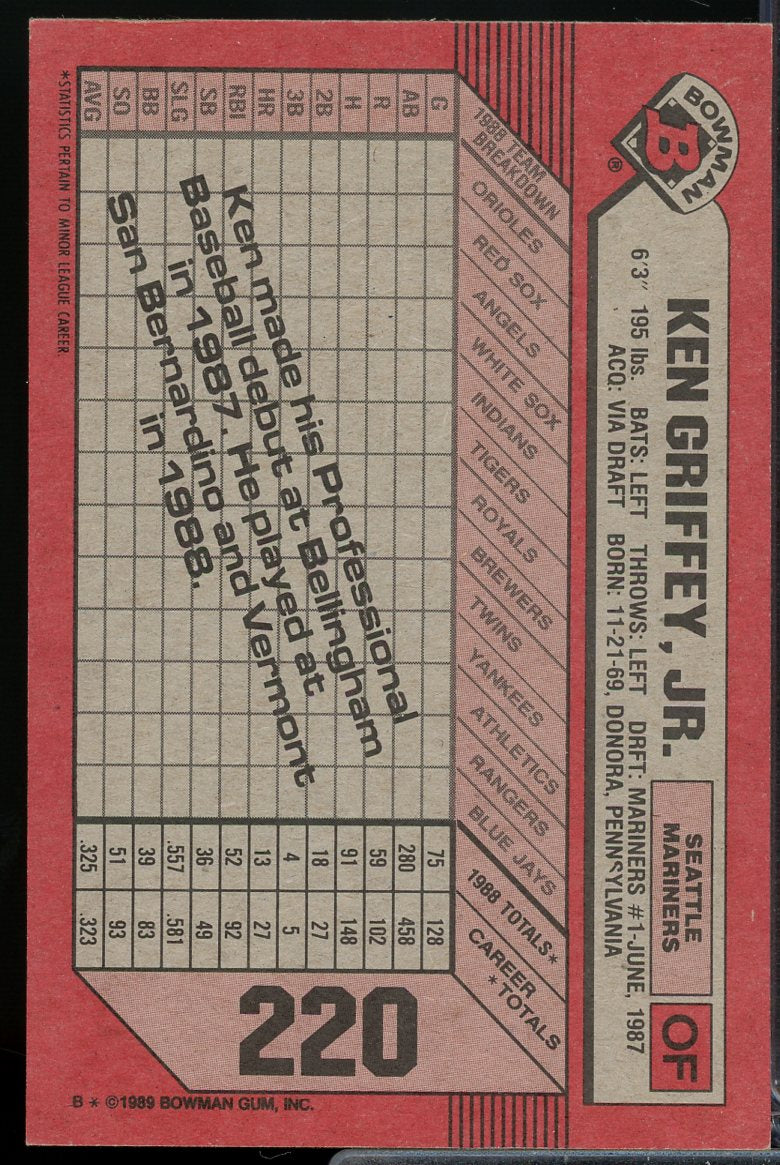 BOWMAN
B
®
KEN GRIFFEY, JR.
SEATTLE
MARINERS
OF
6'3" 195 lbs. BATS: LEFT THROWS: LEFT DRFT: MARINERS #1-JUNE, 1987
ACQ: VIA DRAFT BORN: 11-21-69, DONORA, PENNSYLVANIA
1988 TEAM
BREAKDOWN
ORIOLES
RED SOX
ANGELS
WHITE SOX
INDIANS
TIGERS
ROYALS
BREWERS
TWINS
YANKEES
ATHLETICS
RANGERS
BLUE JAYS
1988 TOTALS*
CAREER
*TOTALS
G 75 128
AB 280 458
R 59 102
H 91 148
2B 18 27
3B 4 5
HR 13 27
RBI 52 92
SB 36 49
SLG .557 .581
BB 39 83
SO 51 93
AVG .325 .323
Ken made his Professional
Baseball debut at Bellingham
in 1987. He played at
San Bernardino and Vermont
in 1988.
220
*STATISTICS PERTAIN TO MINOR LEAGUE CAREER.
B * ©1989 BOWMAN GUM, INC.